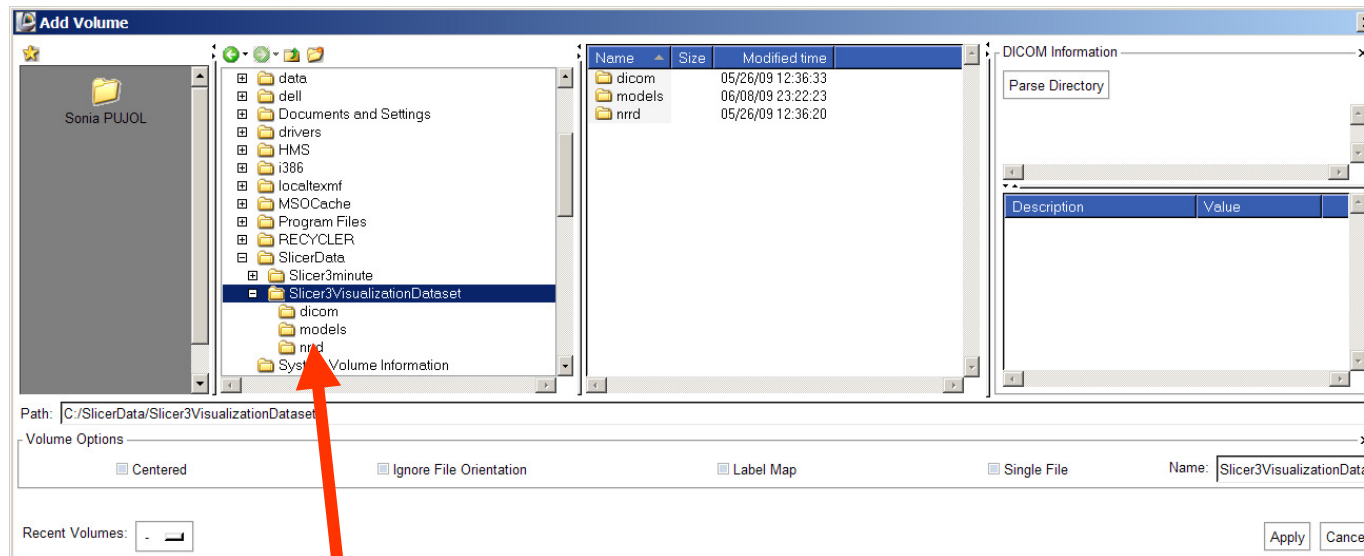 Add Volume
Sonia PUJOL
data
dell
Documents and Settings
drivers
HMS
i386
localtexmf
MSOCache
Program Files
RECYCLER
SlicerData
Slicer3minute
Slicer3VisualizationDataset
dicom
models
nrrd
System Volume Information
Name Size Modified time
dicom 05/26/09 12:36:33
models 06/08/09 23:22:23
nrrd 05/26/09 12:36:20
DICOM Information
Parse Directory
Description Value
Path: C:/SlicerData/Slicer3VisualizationDataset
Volume Options
Centered Ignore File Orientation Label Map Single File Name: Slicer3VisualizationData
Recent Volumes: -
Apply Cance